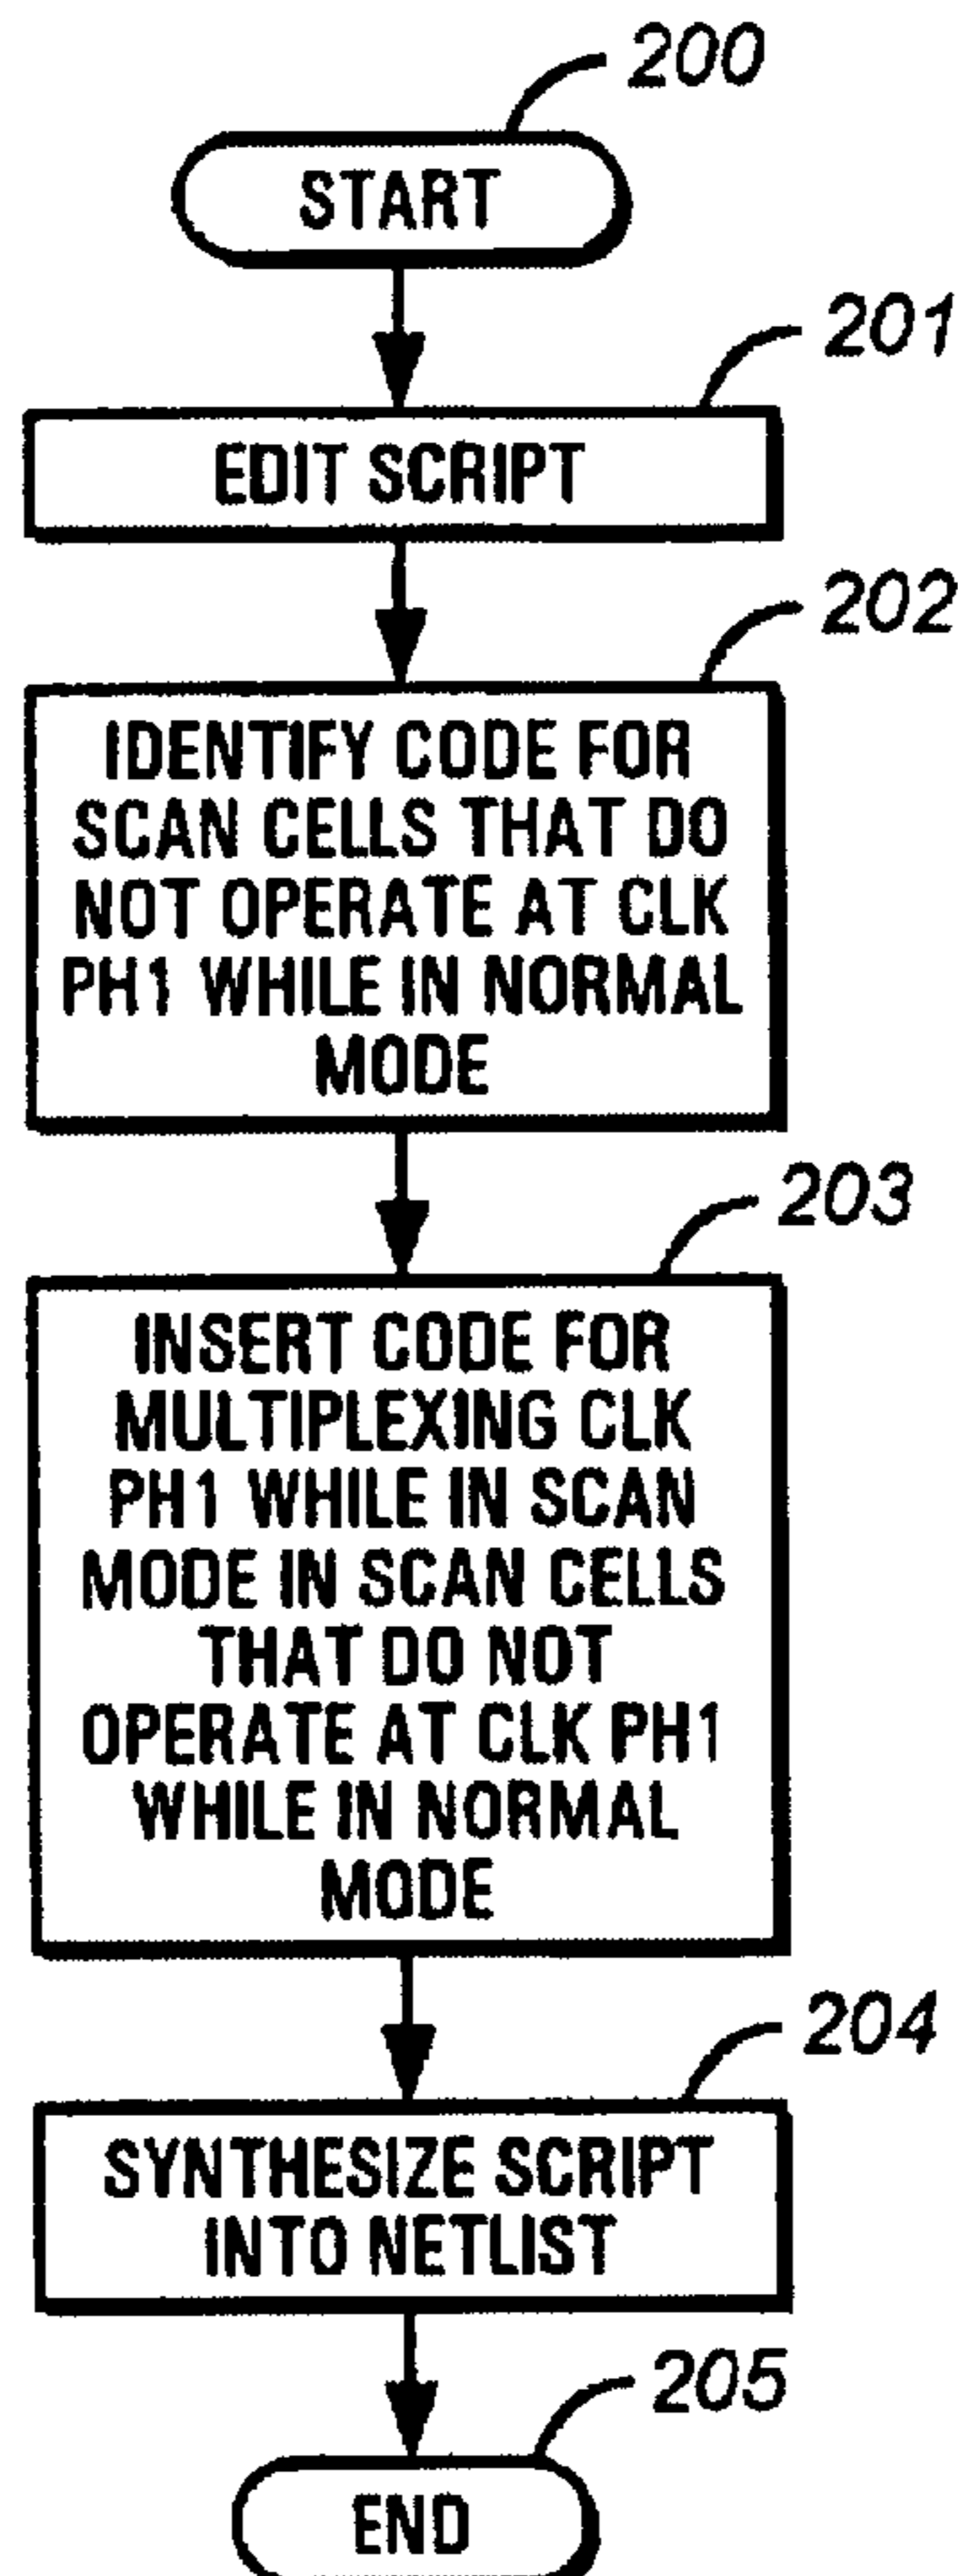 200
START
201
EDIT SCRIPT
202
IDENTIFY CODE FOR
SCAN CELLS THAT DO
NOT OPERATE AT CLK
PH1 WHILE IN NORMAL
MODE
203
INSERT CODE FOR
MULTIPLEXING CLK
PH1 WHILE IN SCAN
MODE IN SCAN CELLS
THAT DO NOT
OPERATE AT CLK PH1
WHILE IN NORMAL
MODE
204
SYNTHESIZE SCRIPT
INTO NETLIST
205
END